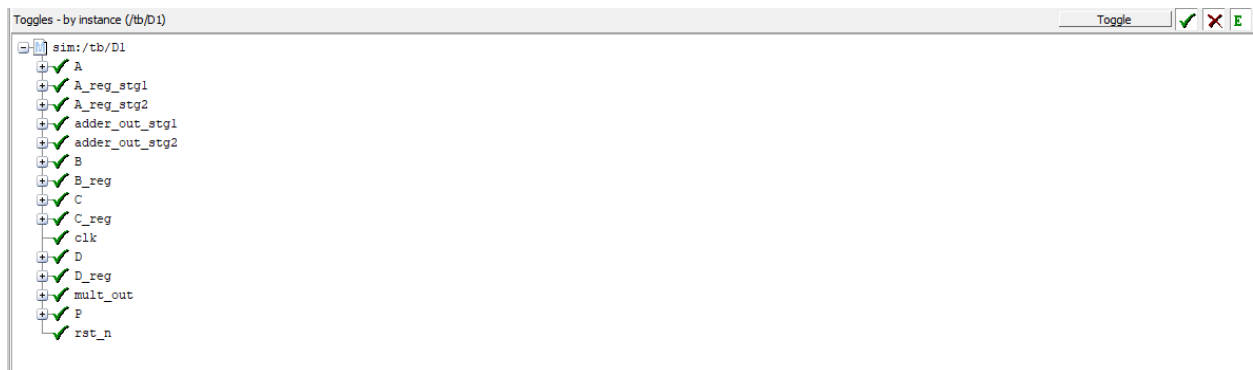 Toggles - by instance (/tb/D1)
Toggle
E
M
sim:/tb/D1
A
A_reg_stg1
A_reg_stg2
adder_out_stg1
adder_out_stg2
B
B_reg
C
C_reg
clk
D
D_reg
mult_out
P
rst_n